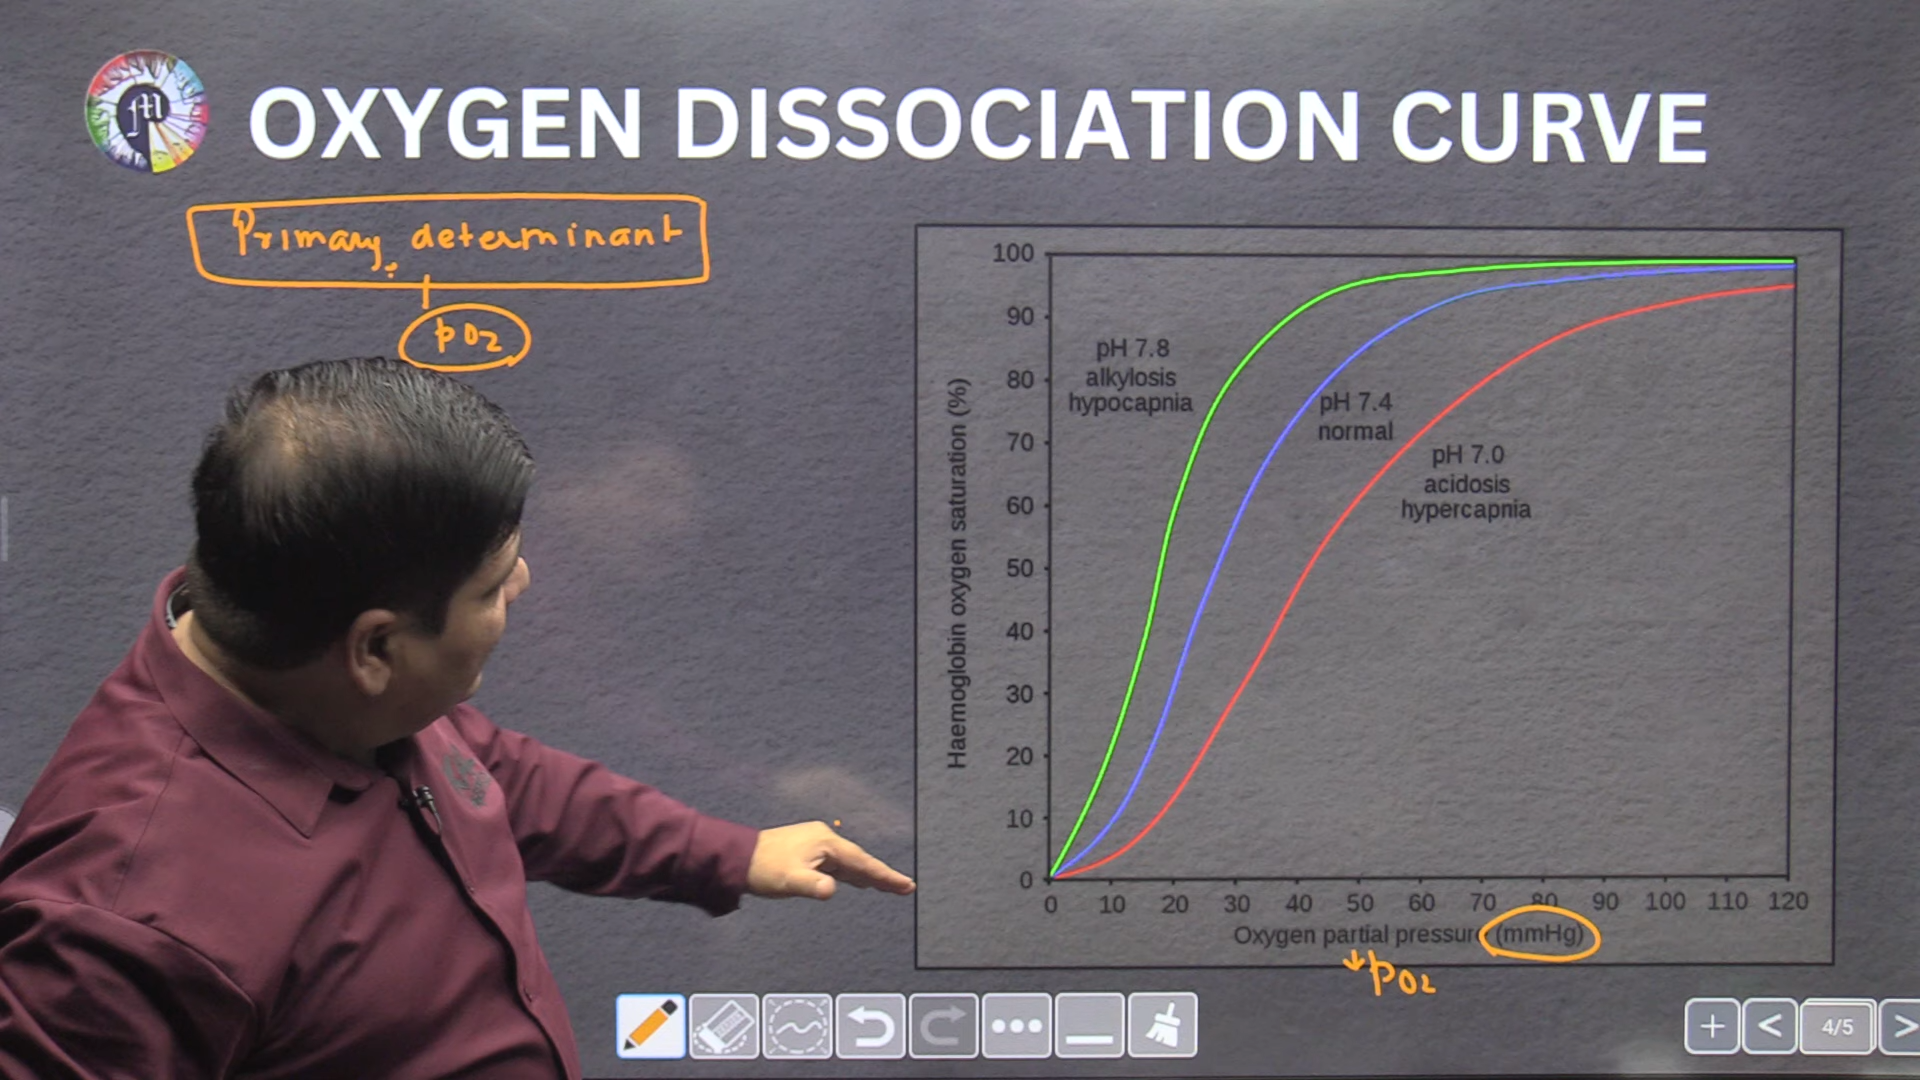 OXYGEN DISSOCIATION CURVE
Primary determinant
pO2
100
90
80
70
60
50
40
30
20
10
0
Haemoglobin oxygen saturation (%)
pH 7.8
alkylosis
hypocapnia
pH 7.4
normal
pH 7.0
acidosis
hypercapnia
0 10 20 30 40 50 60 70 80 90 100 110 120
Oxygen partial pressure (mmHg)
↓ pO2
4/5